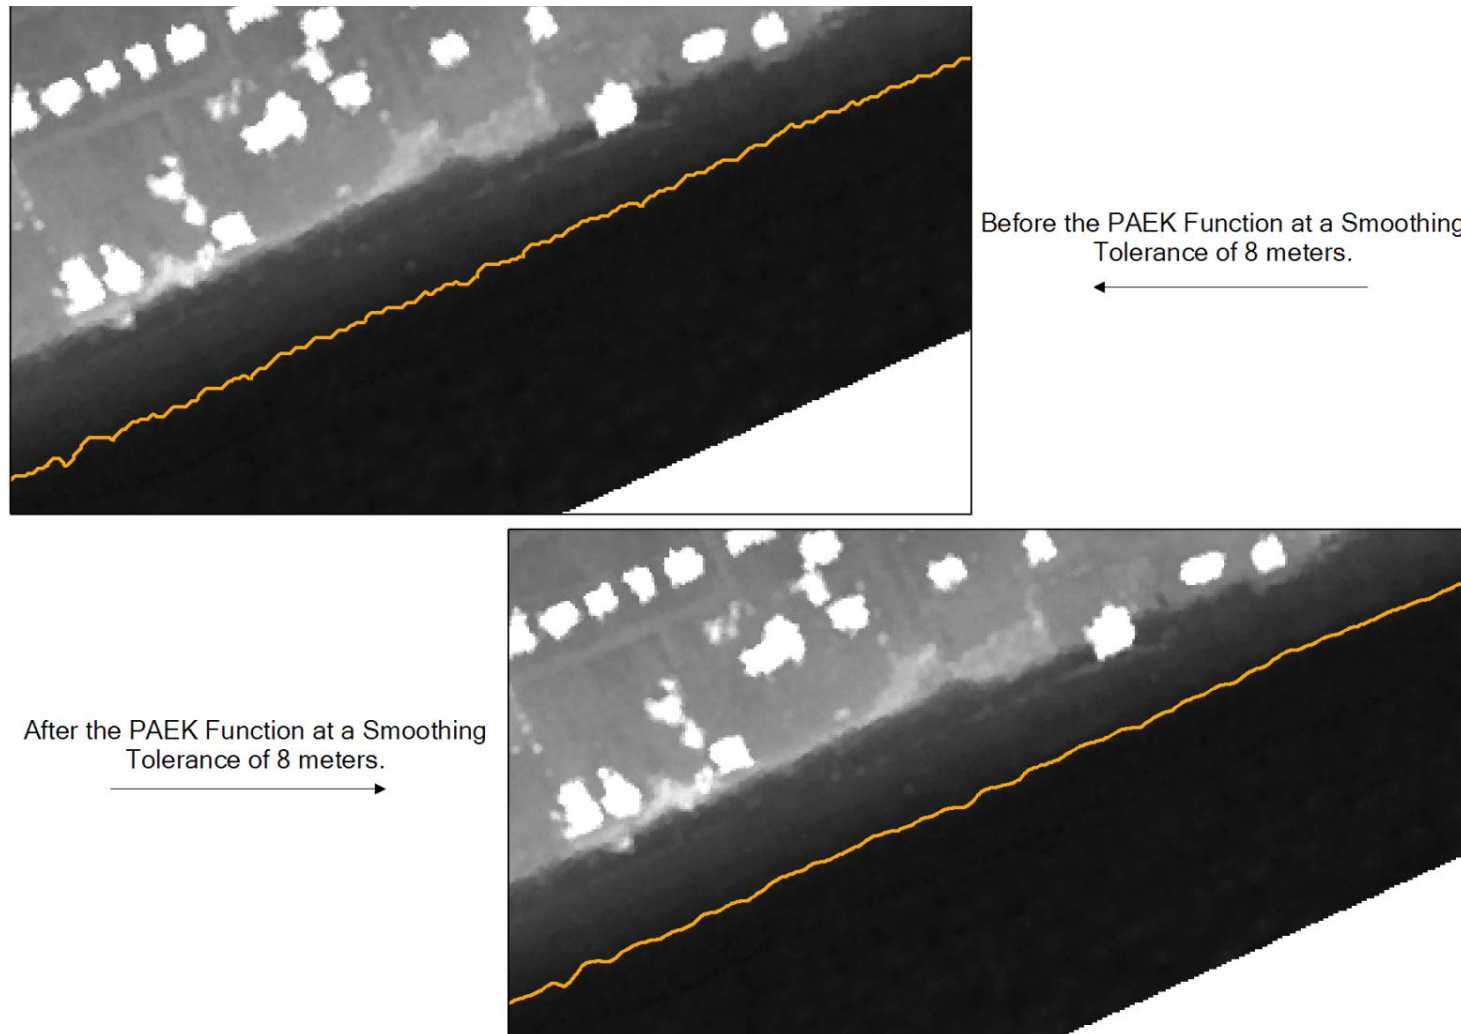 Before the PAEK Function at a Smoothing
Tolerance of 8 meters.
After the PAEK Function at a Smoothing
Tolerance of 8 meters.